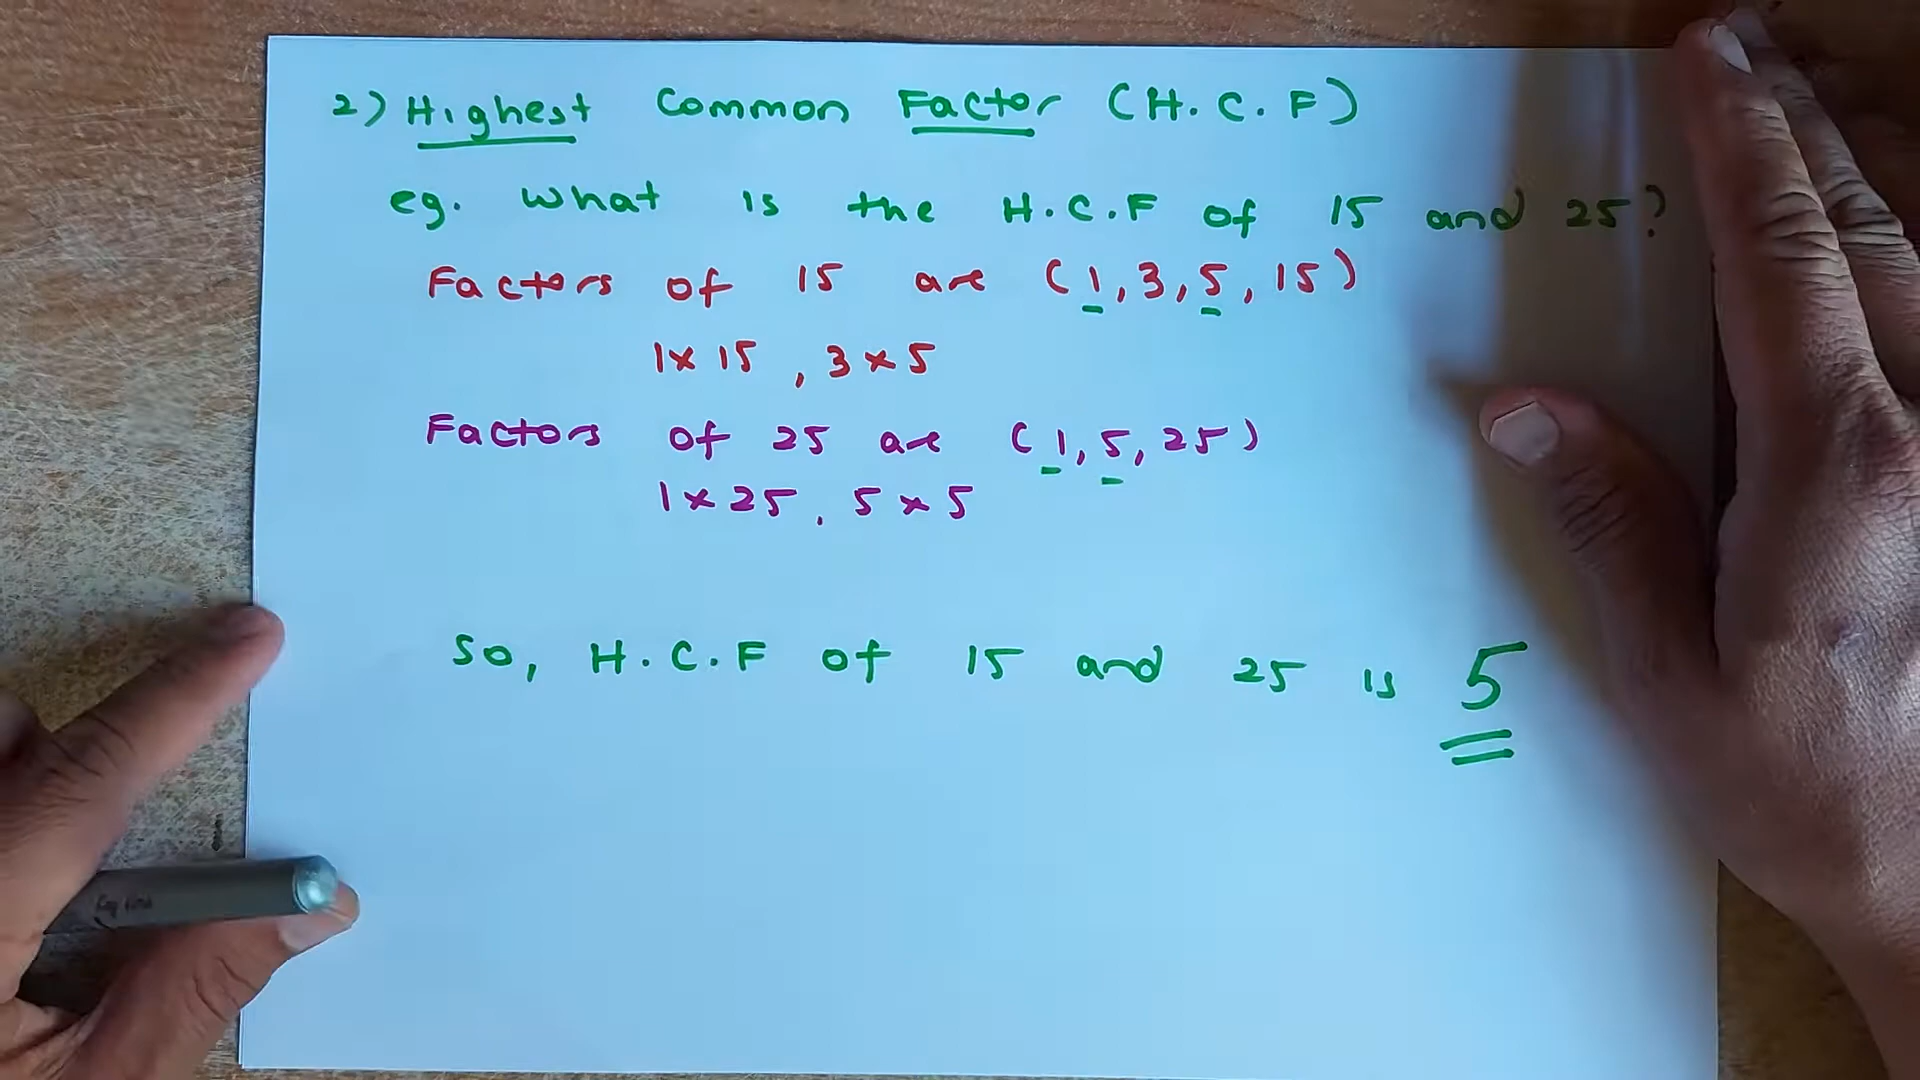 2) Highest Common Factor (H.C.F)
eg. What is the H.C.F of 15 and 25?
Factors of 15 are (1, 3, 5, 15)
1 x 15 , 3 x 5
Factors of 25 are (1, 5, 25)
1 x 25 , 5 x 5
So, H.C.F of 15 and 25 is 5